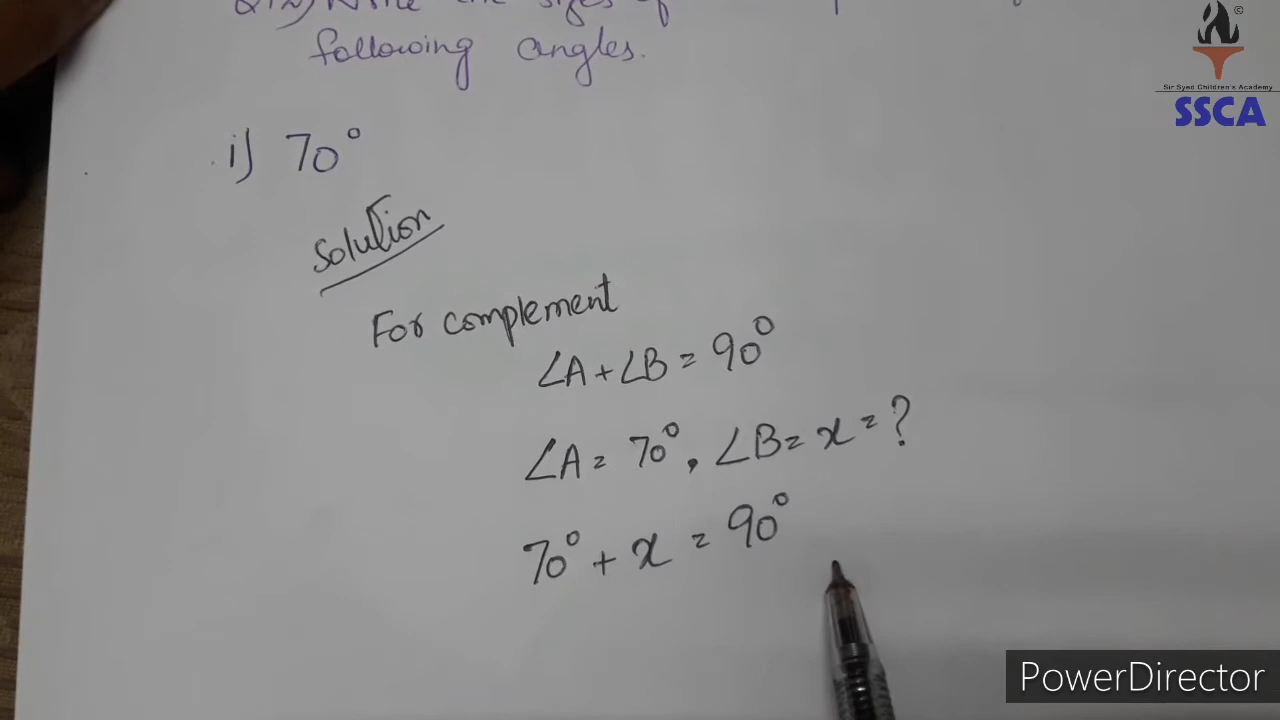 following angles.
i) 70°
Solution
For complement
∠A + ∠B = 90°
∠A = 70°, ∠B = x = ?
70° + x = 90°
©
Sir Syed Children's Academy
SSCA
PowerDirector